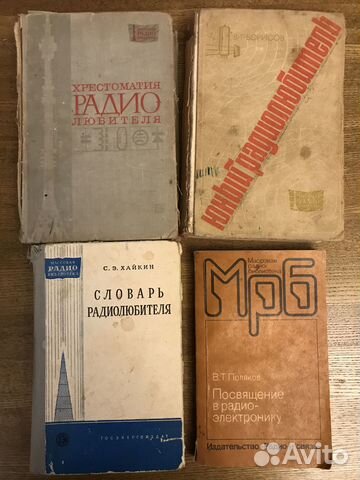 ХРЕСТОМАТИЯ
РАДИО
ЛЮБИТЕЛЯ
В·Г·БОРИСОВ
Юный радиолюбитель
МАССОВАЯ
РАДИО
БИБЛИОТЕКА
С. Э. ХАЙКИН
СЛОВАРЬ
РАДИОЛЮБИТЕЛЯ
ГОСЭНЕРГОИЗДАТ
Массовая
радио
библиотека
МРБ
В.Т.Поляков
Посвящение
в радио-
электронику
Издательство „Радио и связь"
Avito